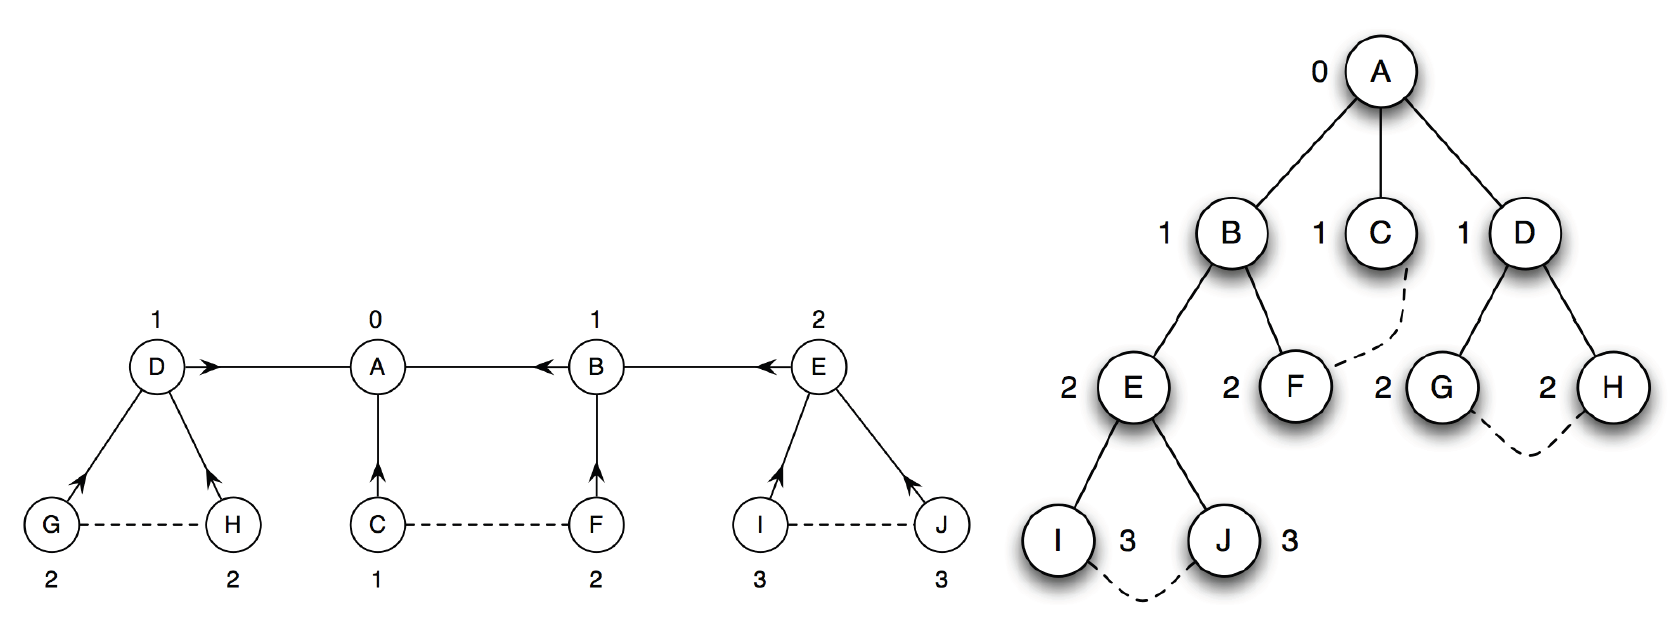 1 0 1 2
D A B E
G H C F I J
2 2 1 2 3 3
0 A
1 B 1 C 1 D
2 E 2 F 2 G 2 H
I 3 J 3